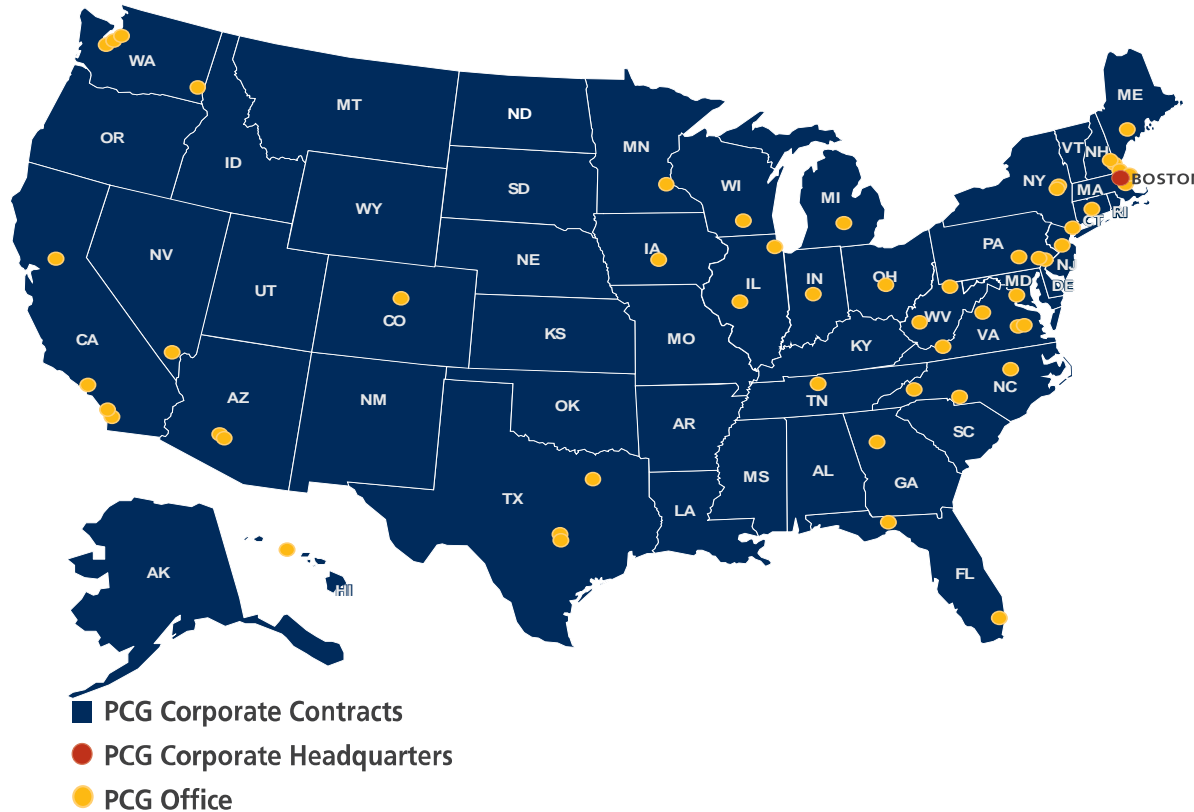 WA
MT
ND
MN
ME
OR
ID
SD
WI
MI
VT
NH
NY
MA
BOSTON
CT
RI
WY
NV
UT
CO
NE
IA
IL
IN
OH
PA
NJ
MD
DE
CA
KS
MO
KY
WV
VA
AZ
NM
OK
AR
TN
NC
SC
TX
LA
MS
AL
GA
FL
AK
HI
PCG Corporate Contracts
PCG Corporate Headquarters
PCG Office